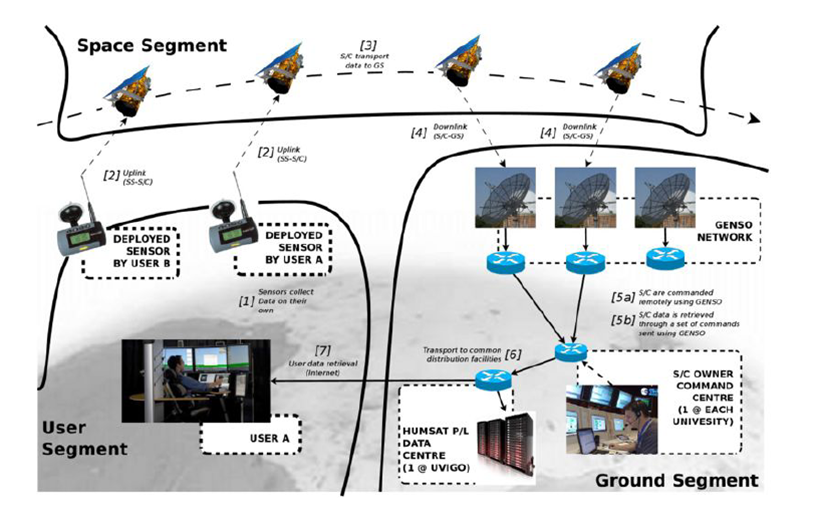 Space Segment
[3]
S/C transport
data to GS
[2] Uplink
(SS-S/C)
[2] Uplink
(SS-S/C)
[4] Downlink
(S/C-GS)
[4] Downlink
(S/C-GS)
DEPLOYED
SENSOR
BY USER B
DEPLOYED
SENSOR
BY USER A
GENSO
NETWORK
[1] Sensors collect
Data on their
own
[5a] S/C are commanded
remotely using GENSO
[5b] S/C data is retrieved
through a set of commands
sent using GENSO
[7]
User data retrieval
(Internet)
Transport to common [6]
distribution facilities
S/C OWNER
COMMAND
CENTRE
(1 @ EACH
UNIVESITY)
User
Segment
USER A
HUMSAT P/L
DATA
CENTRE
(1 @ UVIGO)
Ground Segment